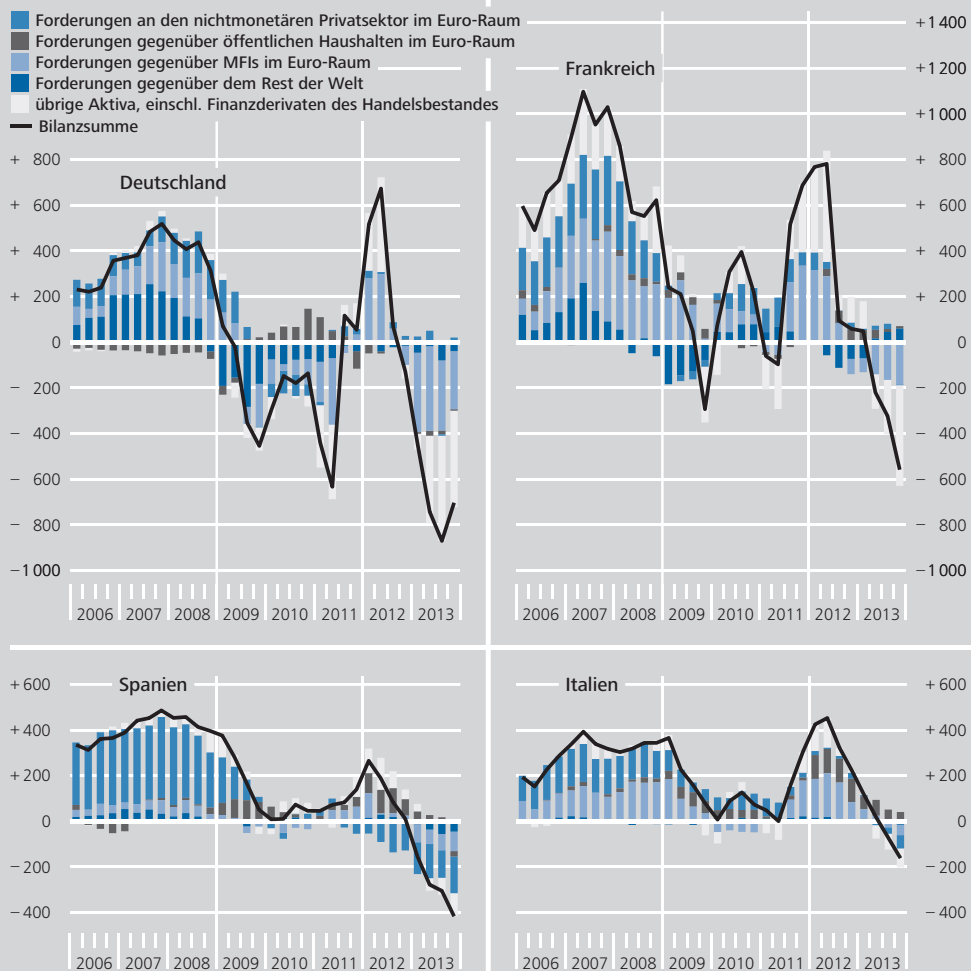 Forderungen an den nichtmonetären Privatsektor im Euro-Raum
Forderungen gegenüber öffentlichen Haushalten im Euro-Raum
Forderungen gegenüber MFIs im Euro-Raum
Forderungen gegenüber dem Rest der Welt
übrige Aktiva, einschl. Finanzderivaten des Handelsbestandes
Bilanzsumme
Deutschland
+ 800
+ 600
+ 400
+ 200
0
− 200
− 400
− 600
− 800
−1 000
2006 2007 2008 2009 2010 2011 2012 2013
Frankreich
+1 400
+1 200
+1 000
+ 800
+ 600
+ 400
+ 200
0
− 200
− 400
− 600
− 800
−1 000
2006 2007 2008 2009 2010 2011 2012 2013
Spanien
+ 600
+ 400
+ 200
0
− 200
− 400
2006 2007 2008 2009 2010 2011 2012 2013
Italien
+ 600
+ 400
+ 200
0
− 200
− 400
2006 2007 2008 2009 2010 2011 2012 2013